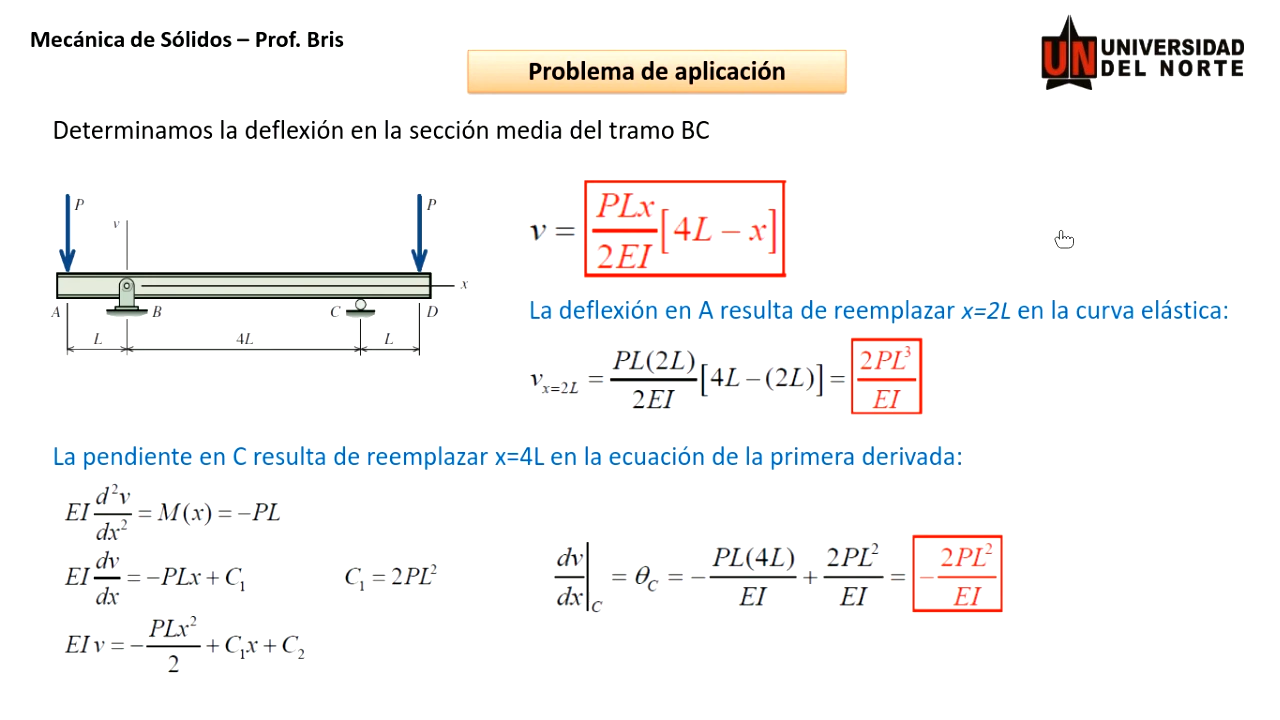 Mecánica de Sólidos – Prof. Bris
UNIVERSIDAD
UN DEL NORTE
Problema de aplicación
Determinamos la deflexión en la sección media del tramo BC
P P
v
x
A B C D
L 4L L
v = PLx/2EI [4L − x]
La deflexión en A resulta de reemplazar x=2L en la curva elástica:
v_{x=2L} = PL(2L)/2EI [4L − (2L)] = 2PL³/EI
La pendiente en C resulta de reemplazar x=4L en la ecuación de la primera derivada:
EI d²v/dx² = M(x) = −PL
EI dv/dx = −PLx + C₁ C₁ = 2PL²
dv/dx|_C = θ_C = − PL(4L)/EI + 2PL²/EI = − 2PL²/EI
EI v = − PLx²/2 + C₁x + C₂